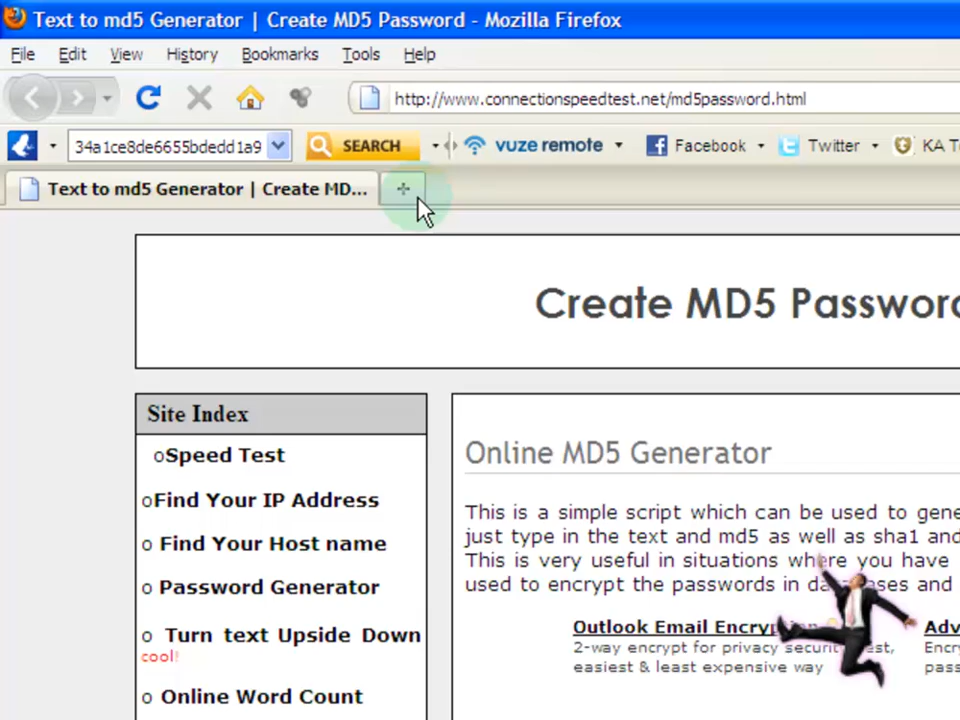 Text to md5 Generator | Create MD5 Password - Mozilla Firefox
File Edit View History Bookmarks Tools Help
http://www.connectionspeedtest.net/md5password.html
34a1ce8de6655bdedd1a9 SEARCH vuze remote Facebook Twitter KA
Text to md5 Generator | Create MD...
Create MD5 Password
Site Index
oSpeed Test
oFind Your IP Address
o Find Your Host name
o Password Generator
o Turn text Upside Down
cool!
o Online Word Count
Online MD5 Generator
This is a simple script which can be used to gene
just type in the text and md5 as well as sha1 and
This is very useful in situations where you have
used to encrypt the passwords in databases and
Outlook Email Encryption Adv
2-way encrypt for privacy security, test, Encry
easiest & least expensive way pass